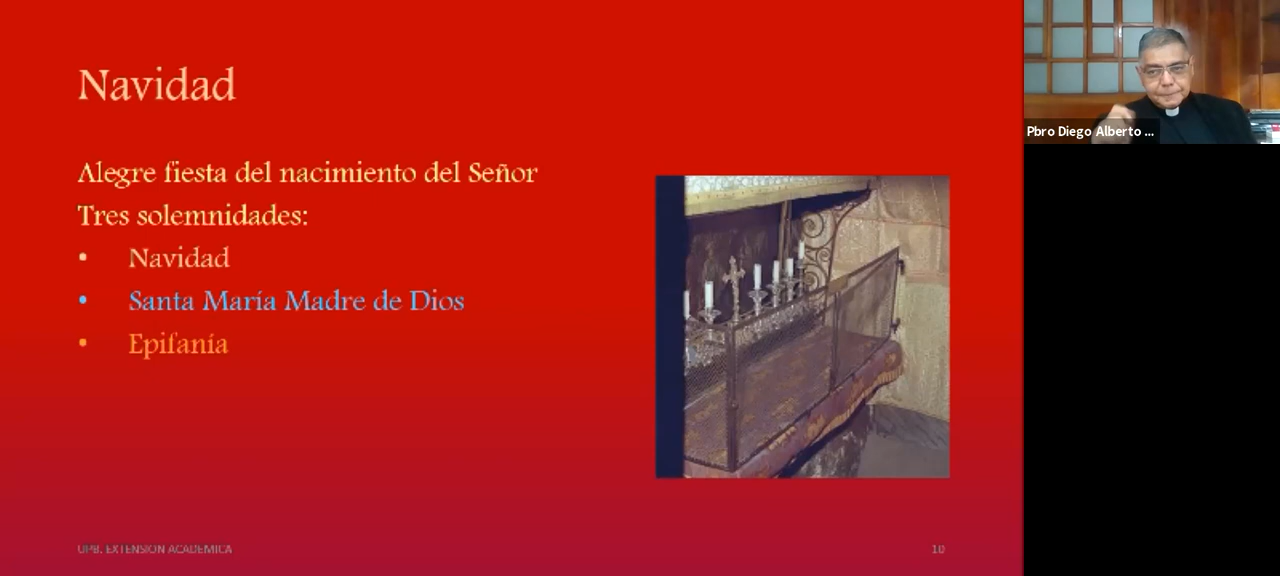 Navidad
Alegre fiesta del nacimiento del Señor
Tres solemnidades:
• Navidad
• Santa María Madre de Dios
• Epifanía
UPB. EXTENSION ACADEMICA
10
Pbro Diego Alberto ...